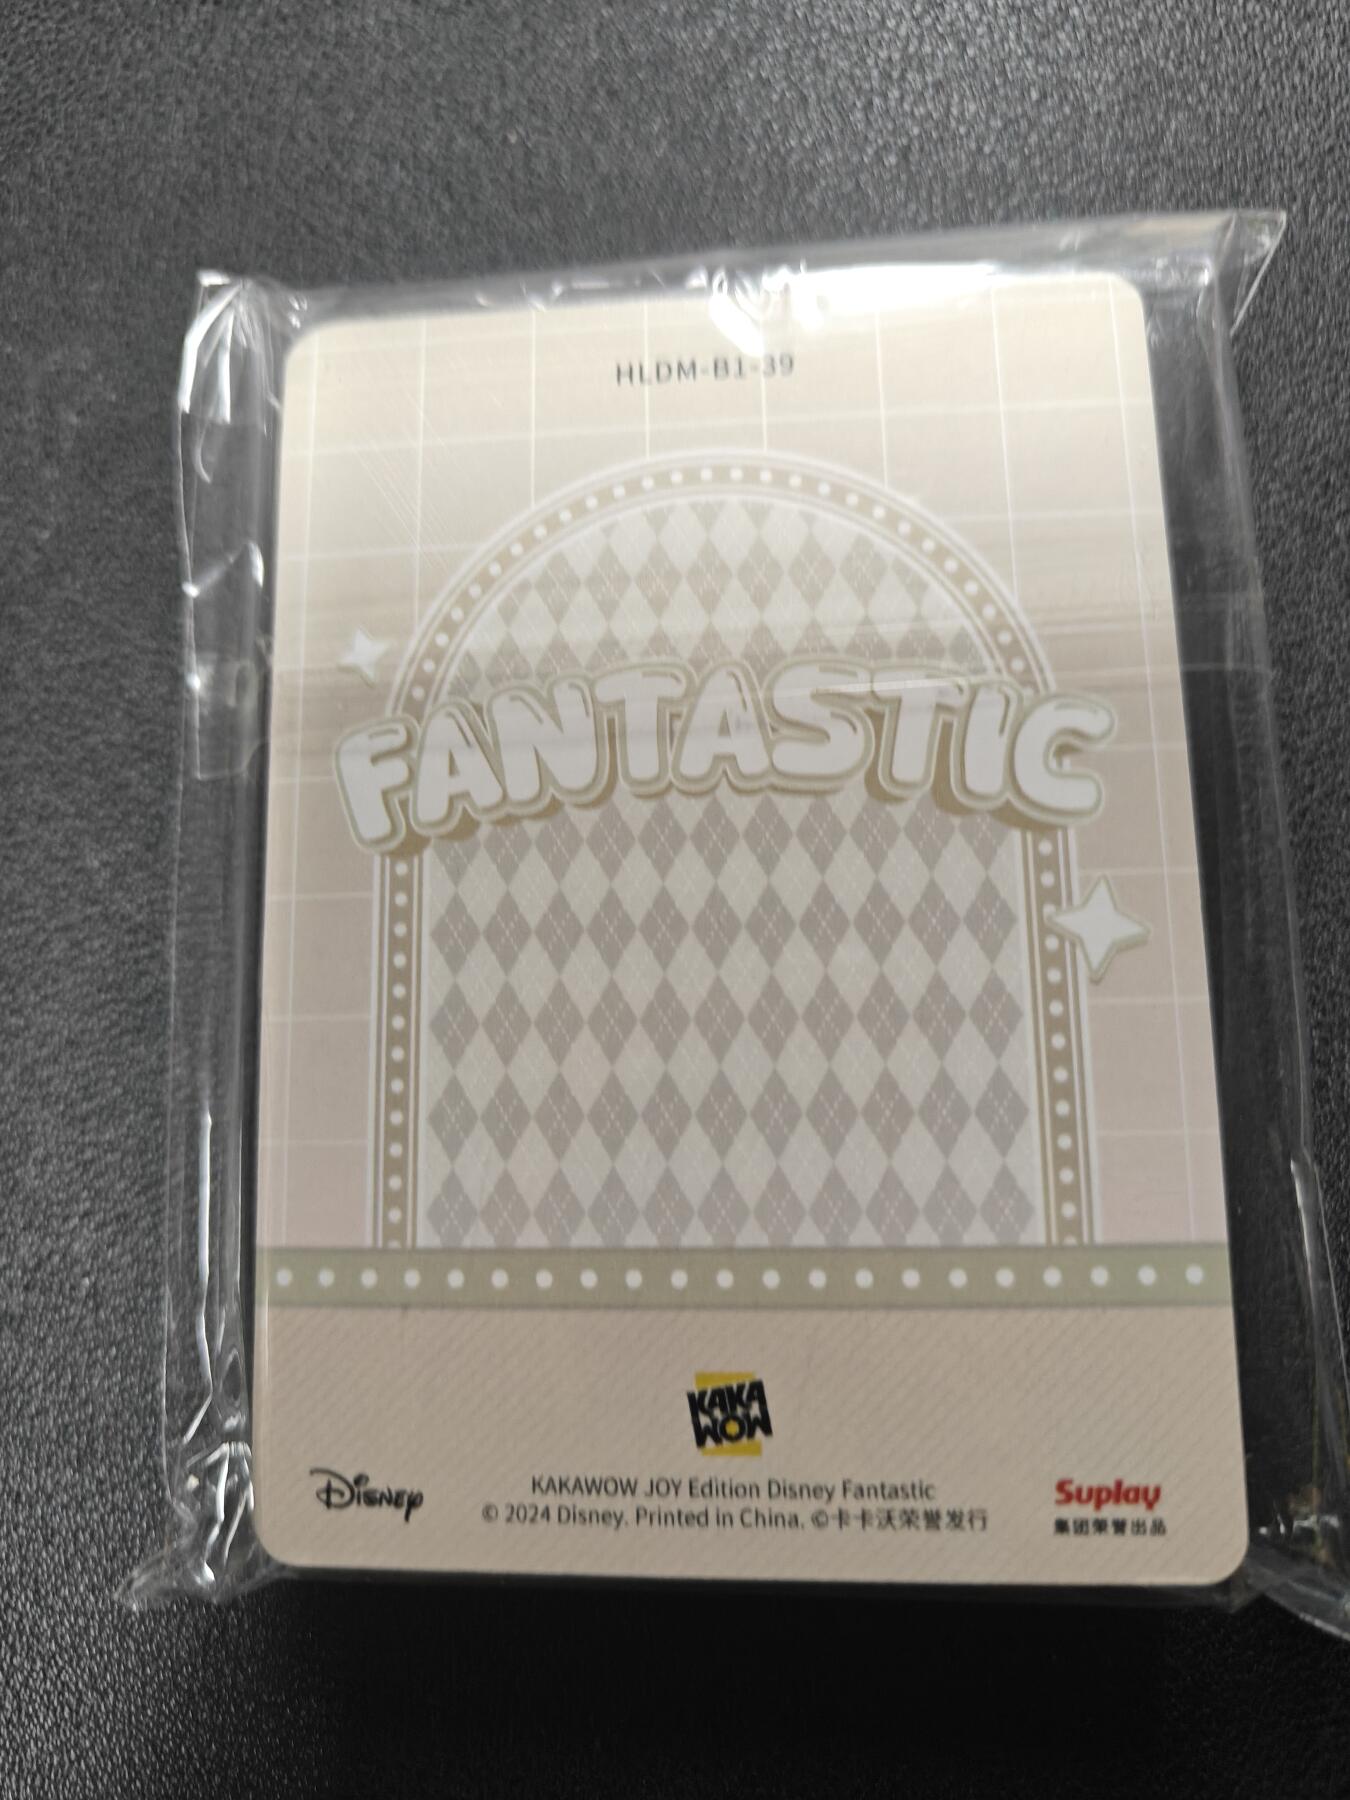 HLDM-B1-39
FANTASTIC
KAKA
WOW
Disney
KAKAWOW JOY Edition Disney Fantastic
© 2024 Disney. Printed in China. ©卡卡沃荣誉发行
Suplay
集团荣誉出品